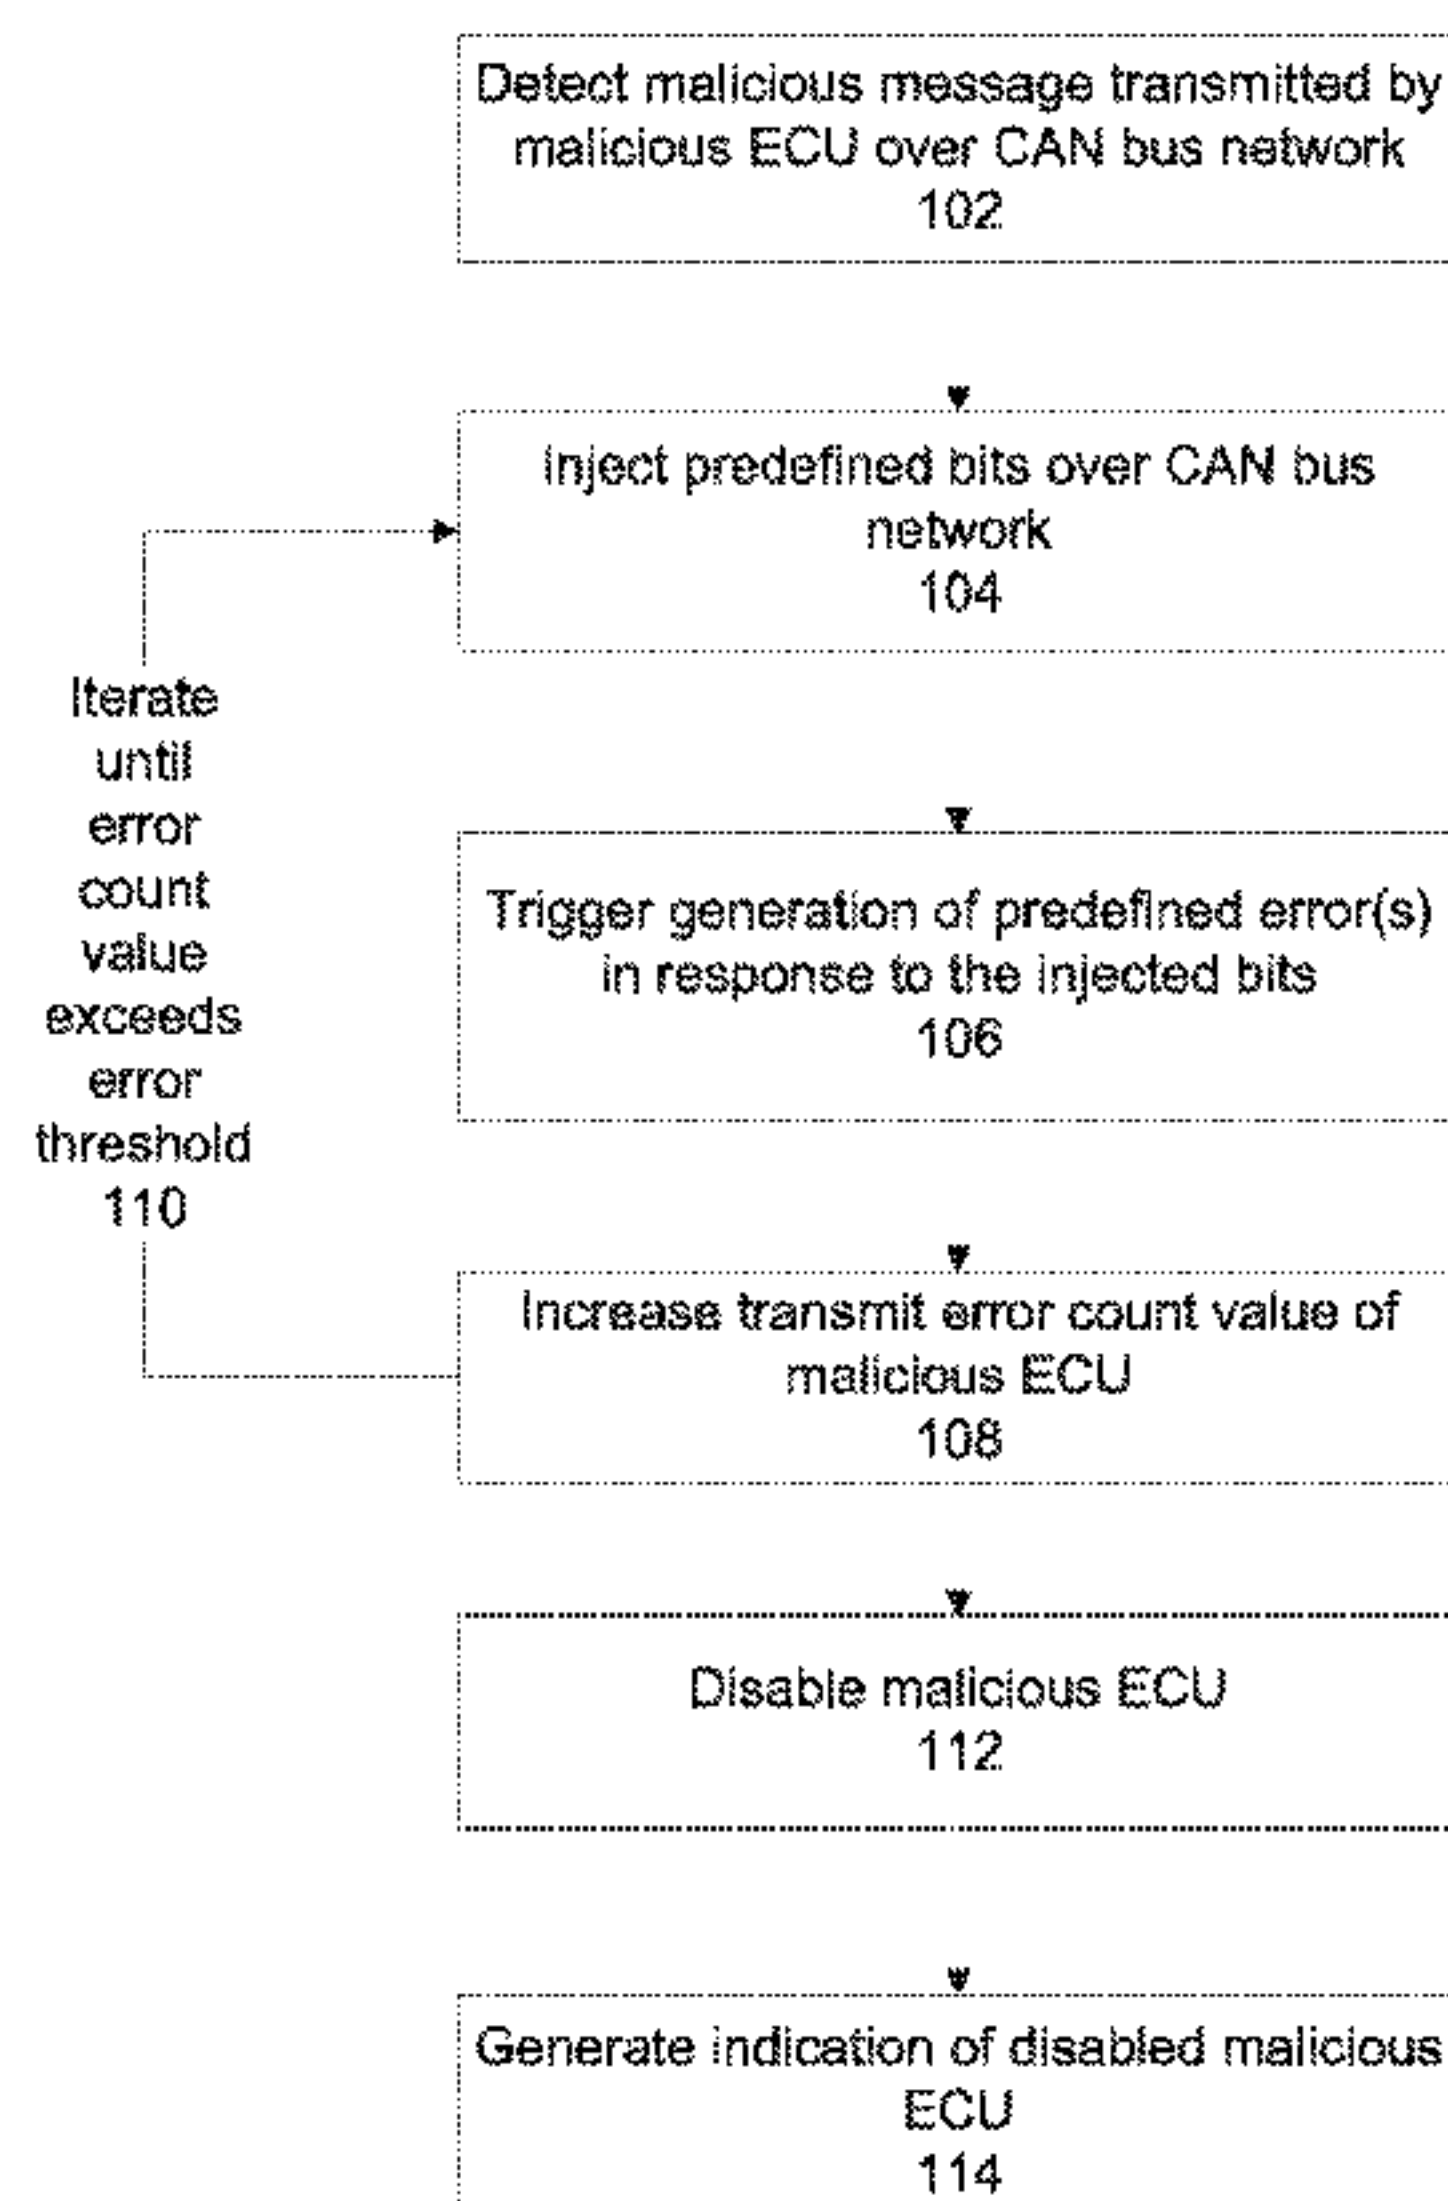 Detect malicious message transmitted by
malicious ECU over CAN bus network
102
Inject predefined bits over CAN bus
network
104
Iterate
until
error
count
value
exceeds
error
threshold
110
Trigger generation of predefined error(s)
in response to the injected bits
106
Increase transmit error count value of
malicious ECU
108
Disable malicious ECU
112
Generate indication of disabled malicious
ECU
114